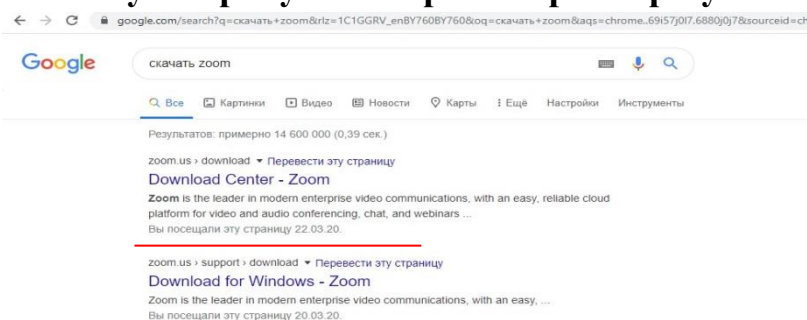 google.com/search?q=скачать+zoom&rlz=1C1GGRV_enBY760BY760&oq=скачать+zoom&aqs=chrome..69i57j0l7.6880j0j7&sourceid=ch
Google
скачать zoom
Все Картинки Видео Новости Карты Ещё Настройки Инструменты
Результатов: примерно 14 600 000 (0,39 сек.)
zoom.us › download ▾ Перевести эту страницу
Download Center - Zoom
Zoom is the leader in modern enterprise video communications, with an easy, reliable cloud
platform for video and audio conferencing, chat, and webinars ...
Вы посещали эту страницу 22.03.20.
zoom.us › support › download ▾ Перевести эту страницу
Download for Windows - Zoom
Zoom is the leader in modern enterprise video communications, with an easy, ...
Вы посещали эту страницу 20.03.20.